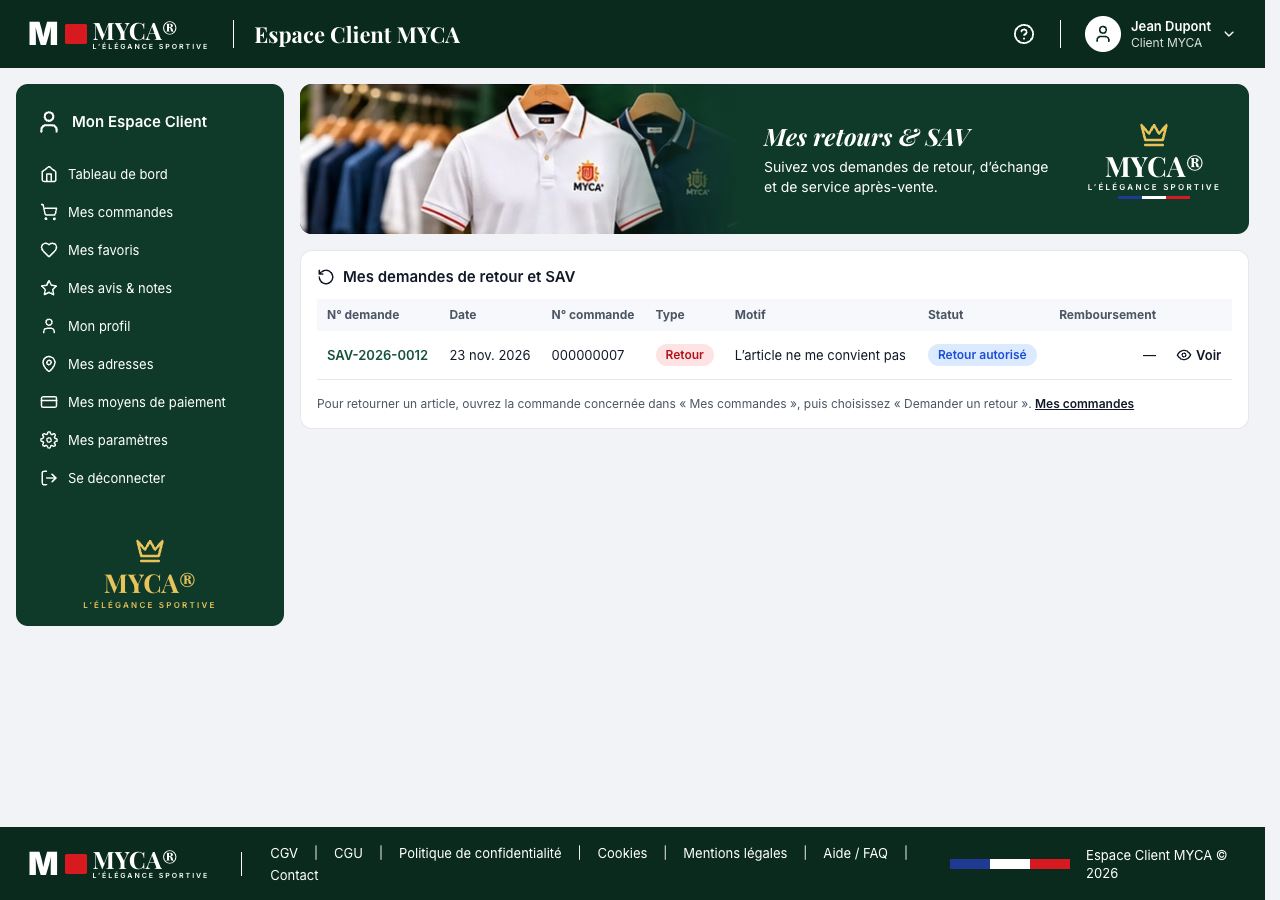 M MYCA®
L'ÉLÉGANCE SPORTIVE
Espace Client MYCA
Jean Dupont
Client MYCA
Mon Espace Client
Tableau de bord
Mes commandes
Mes favoris
Mes avis & notes
Mon profil
Mes adresses
Mes moyens de paiement
Mes paramètres
Se déconnecter
MYCA®
L'ÉLÉGANCE SPORTIVE
MYCA
MYCA
Mes retours & SAV
Suivez vos demandes de retour, d’échange
et de service après-vente.
MYCA®
L'ÉLÉGANCE SPORTIVE
Mes demandes de retour et SAV
N° demande Date N° commande Type Motif Statut Remboursement
SAV-2026-0012 23 nov. 2026 000000007 Retour L’article ne me convient pas Retour autorisé — Voir
Pour retourner un article, ouvrez la commande concernée dans « Mes commandes », puis choisissez « Demander un retour ». Mes commandes
M MYCA®
L'ÉLÉGANCE SPORTIVE
CGV | CGU | Politique de confidentialité | Cookies | Mentions légales | Aide / FAQ |
Contact
Espace Client MYCA ©
2026